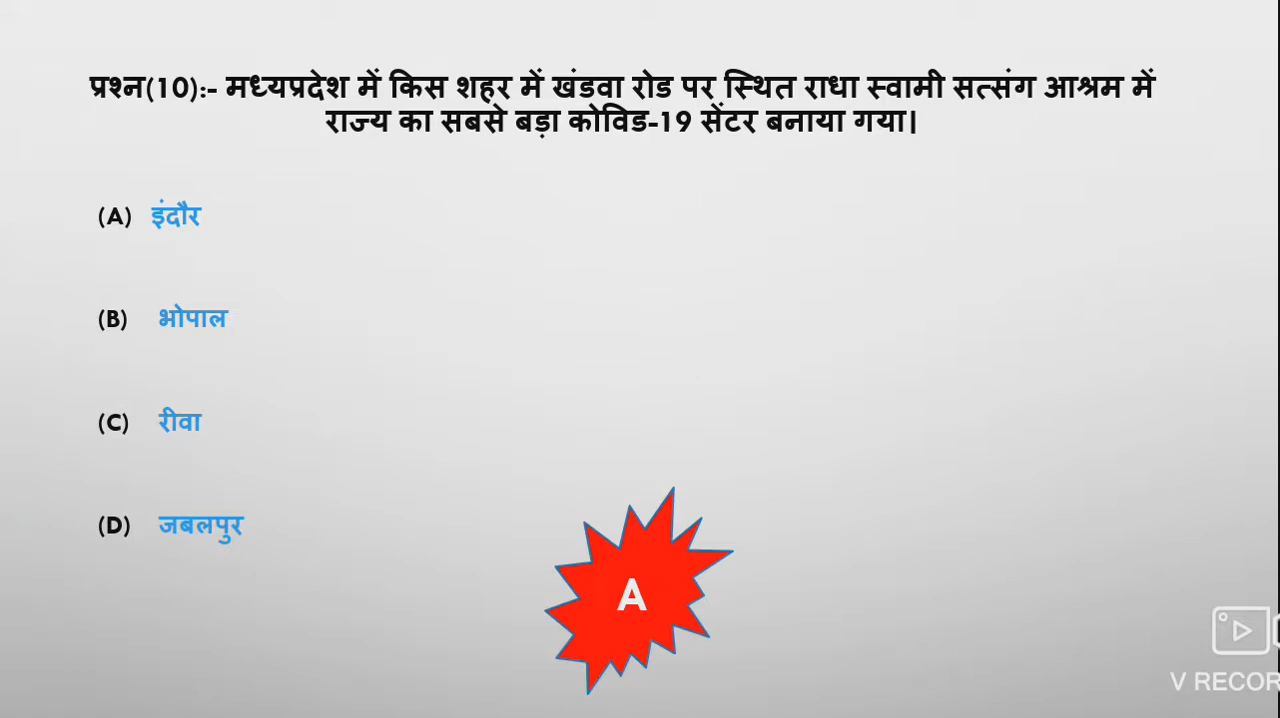 प्रश्न(10):- मध्यप्रदेश में किस शहर में खंडवा रोड पर स्थित राधा स्वामी सत्संग आश्रम में
राज्य का सबसे बड़ा कोविड-19 सेंटर बनाया गया।
(A) इंदौर
(B) भोपाल
(C) रीवा
(D) जबलपुर
A
V RECOR